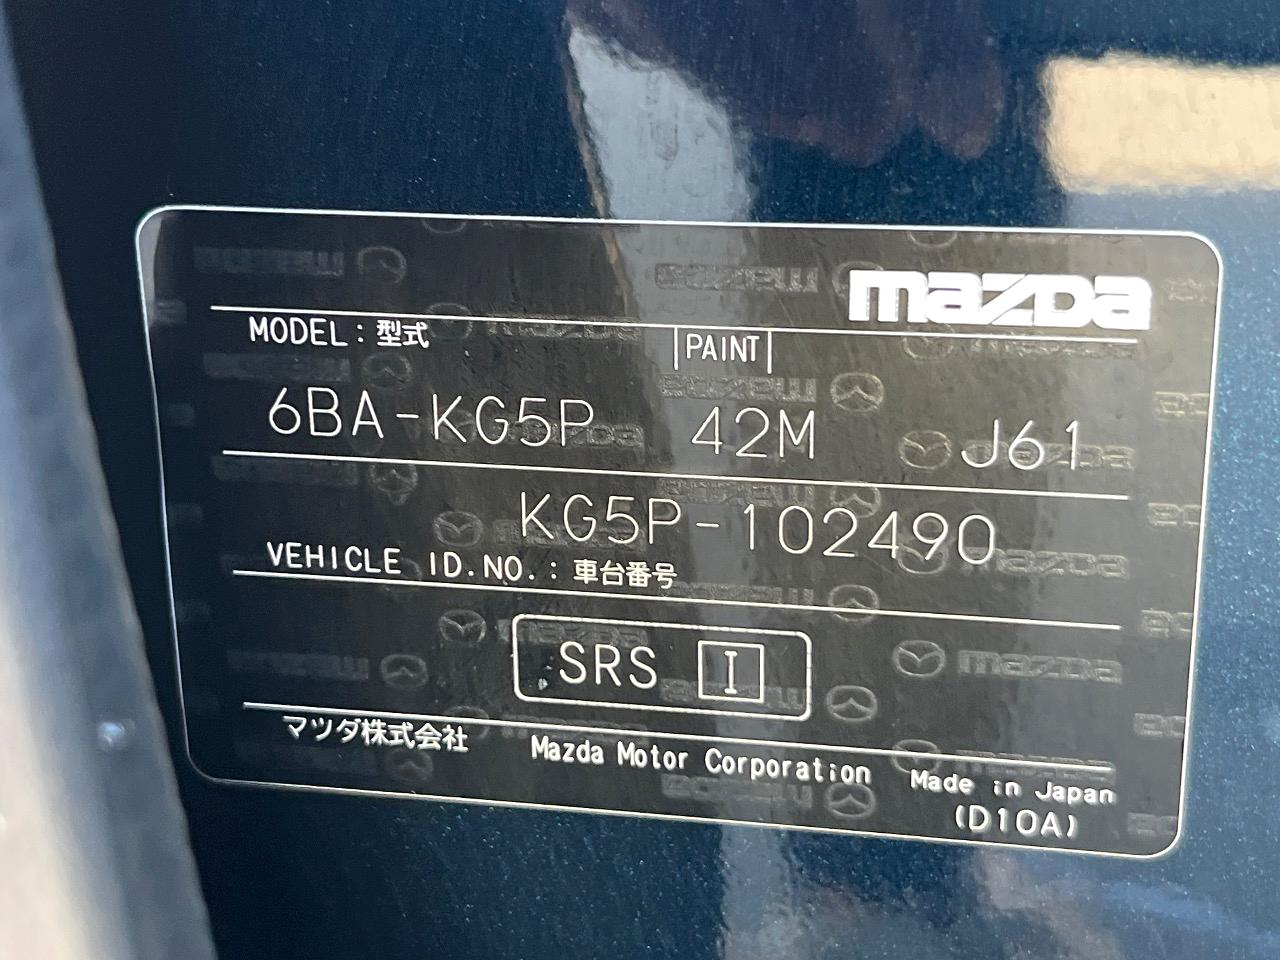 mazda
MODEL:型式 PAINT
6BA-KG5P 42M J61
KG5P-102490
VEHICLE ID.NO.:車台番号
SRS I
マツダ株式会社 Mazda Motor Corporation Made in Japan
(D10A)